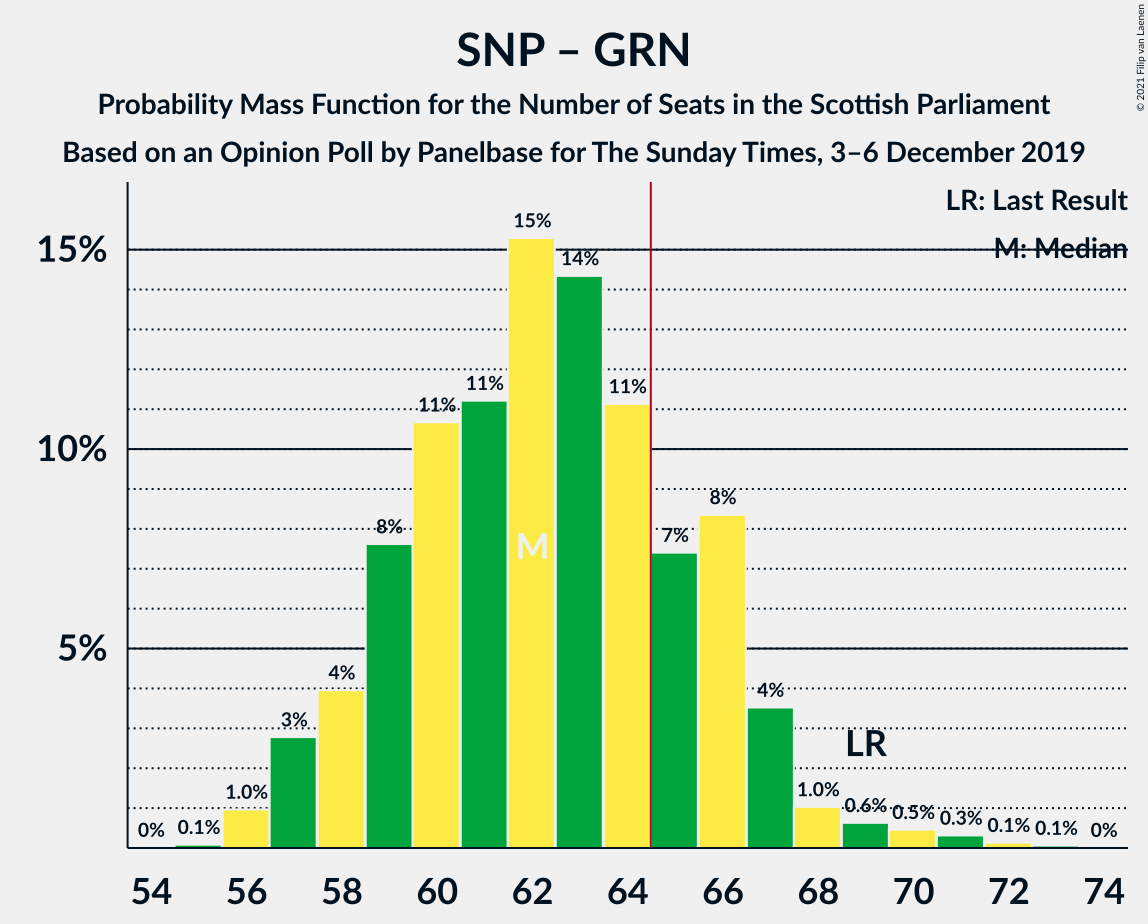 SNP – GRN
Probability Mass Function for the Number of Seats in the Scottish Parliament
Based on an Opinion Poll by Panelbase for The Sunday Times, 3–6 December 2019
© 2021 Filip van Laenen
LR: Last Result
M: Median
15%
10%
5%
0%
0.1%
1.0%
3%
4%
8%
11%
11%
15%
14%
11%
7%
8%
4%
1.0%
0.6%
0.5%
0.3%
0.1%
0.1%
0%
M
LR
54 56 58 60 62 64 66 68 70 72 74